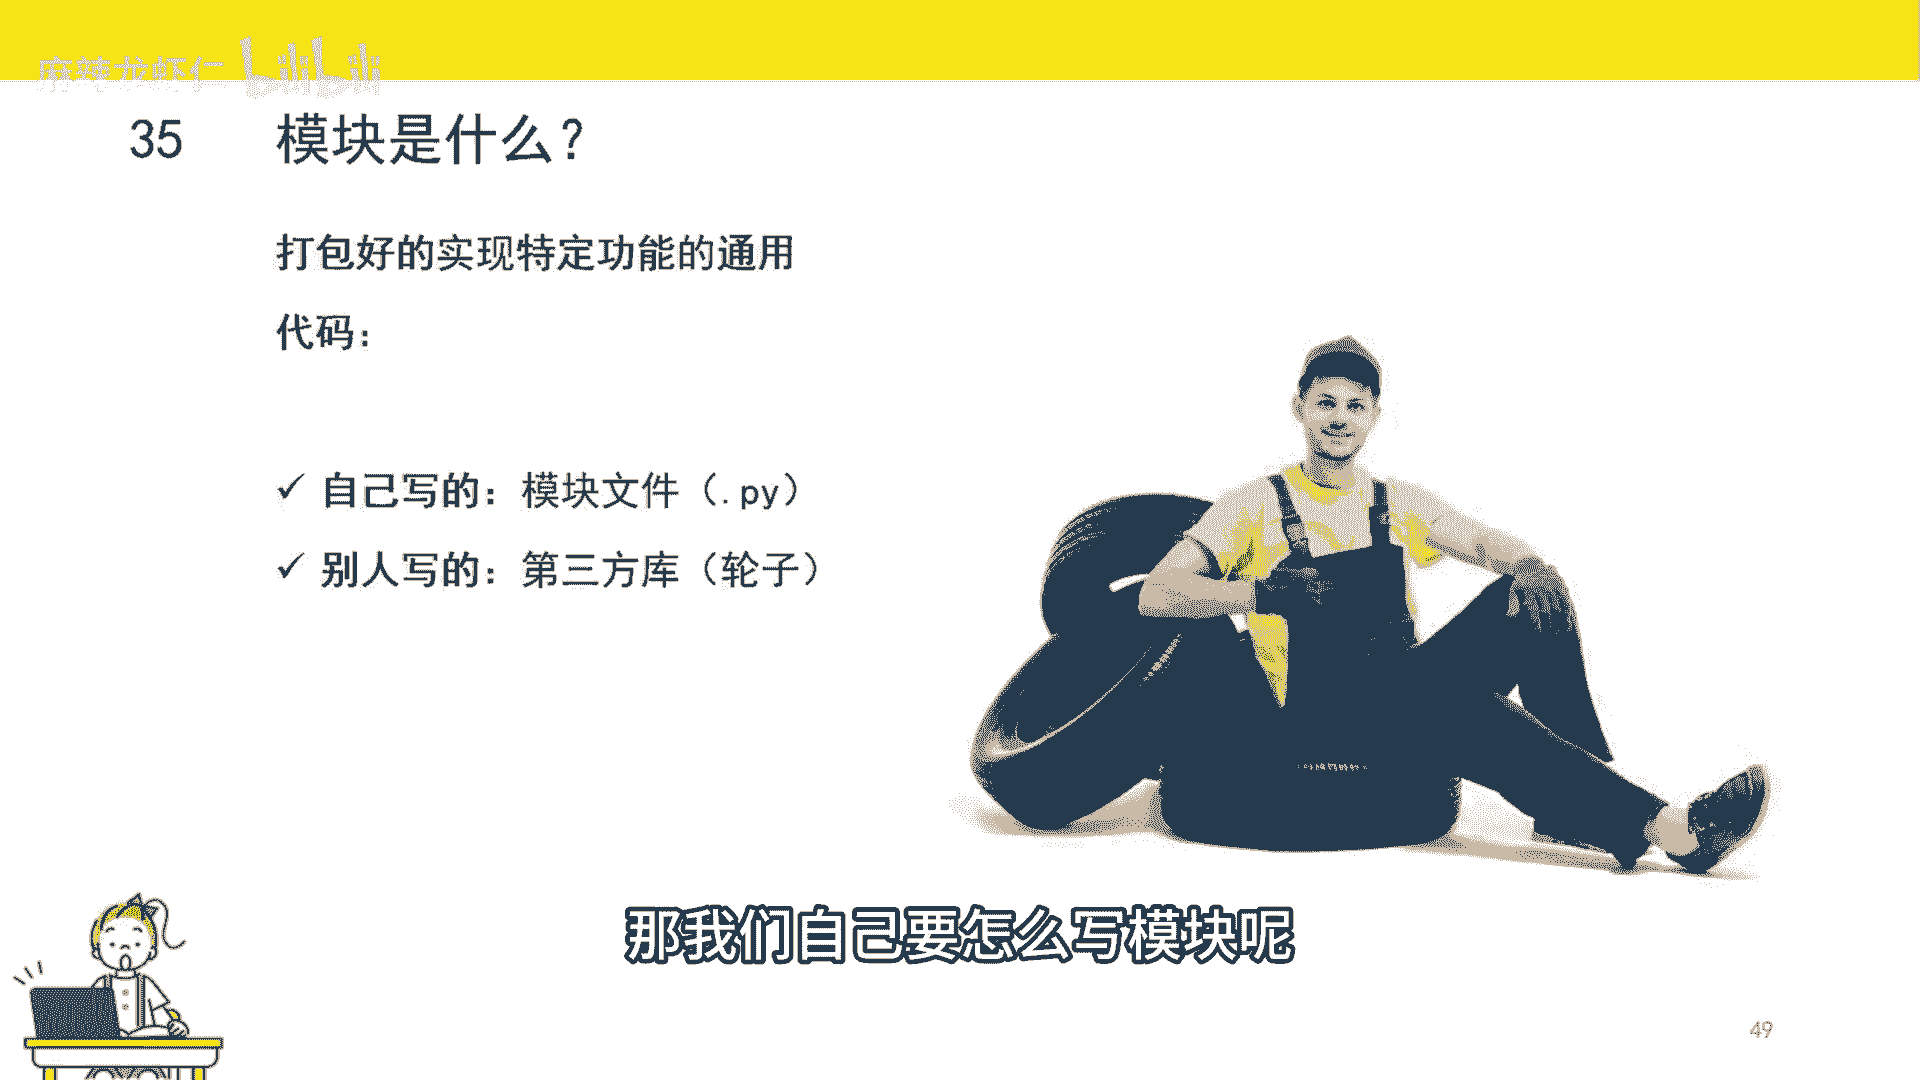 麻辣龙虾仁 bilibili
35 模块是什么？
打包好的实现特定功能的通用
代码：
✓ 自己写的：模块文件（.py）
✓ 别人写的：第三方库（轮子）
那我们自己要怎么写模块呢
49